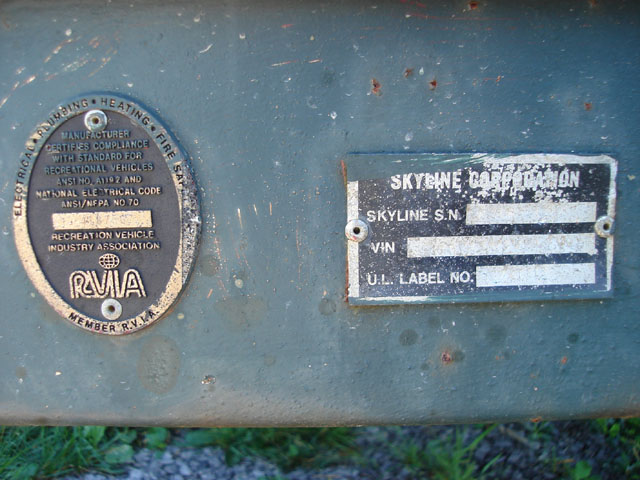 ELECTRICAL • PLUMBING • HEATING • FIRE
MANUFACTURER
CERTIFIES COMPLIANCE
WITH STANDARD FOR
RECREATIONAL VEHICLES
ANSI NO. A119.2 AND
NATIONAL ELECTRICAL CODE
ANSI/NFPA NO 70
RECREATION VEHICLE
INDUSTRY ASSOCIATION
RVIA
MEMBER R.V.I.A.
SKYLINE CORPORATION
SKYLINE S.N.
VIN
U.L. LABEL NO.